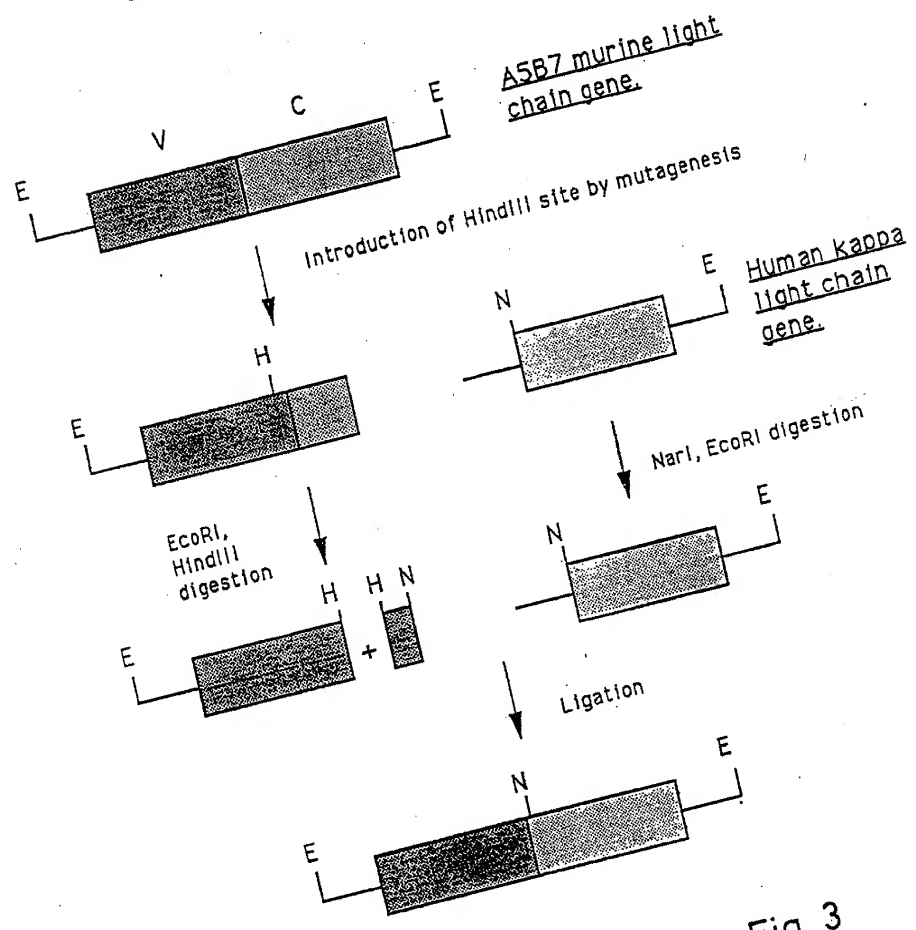 A5B7 murine light
chain gene.
E
V
C
E
Introduction of HindIII site by mutagenesis
N
E
Human kappa
light chain
gene.
H
E
NarI, EcoRI digestion
EcoRI,
HindIII
digestion
N
E
H
H
N
E
+
Ligation
N
E
E
Fig. 3